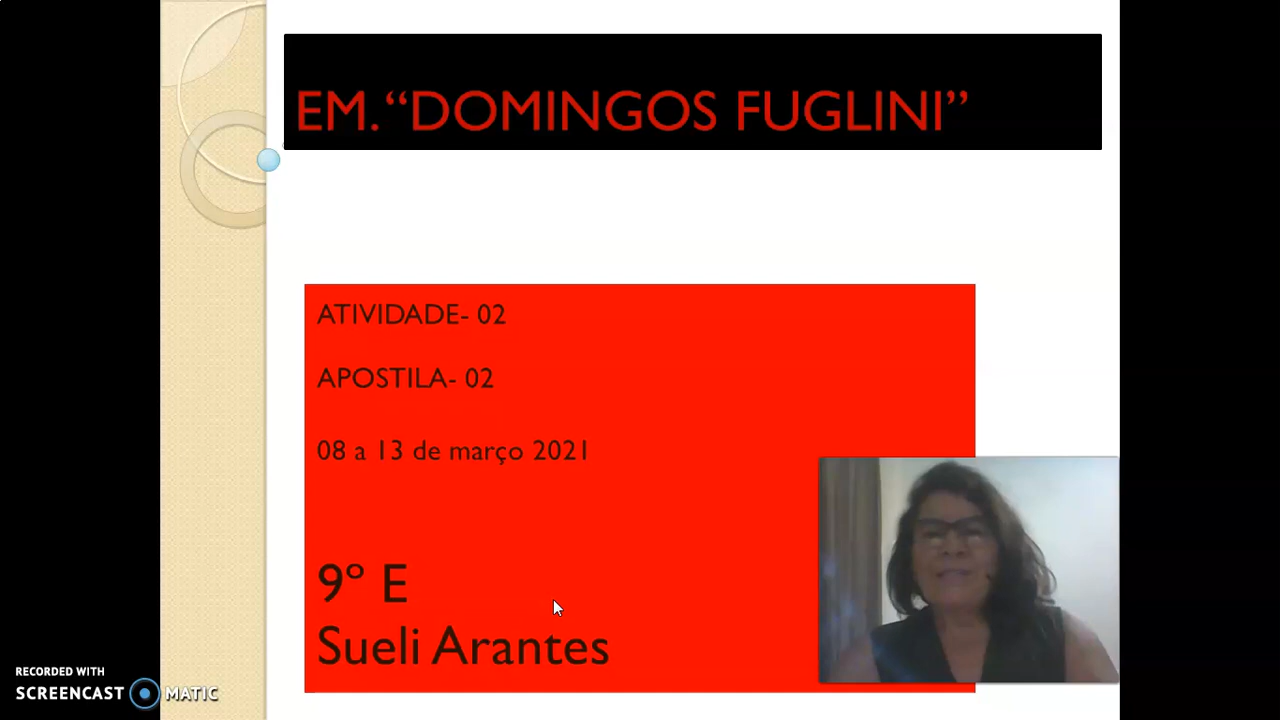 EM. “DOMINGOS FUGLINI”
ATIVIDADE- 02
APOSTILA- 02
08 a 13 de março 2021
9º E
Sueli Arantes
RECORDED WITH
SCREENCAST MATIC